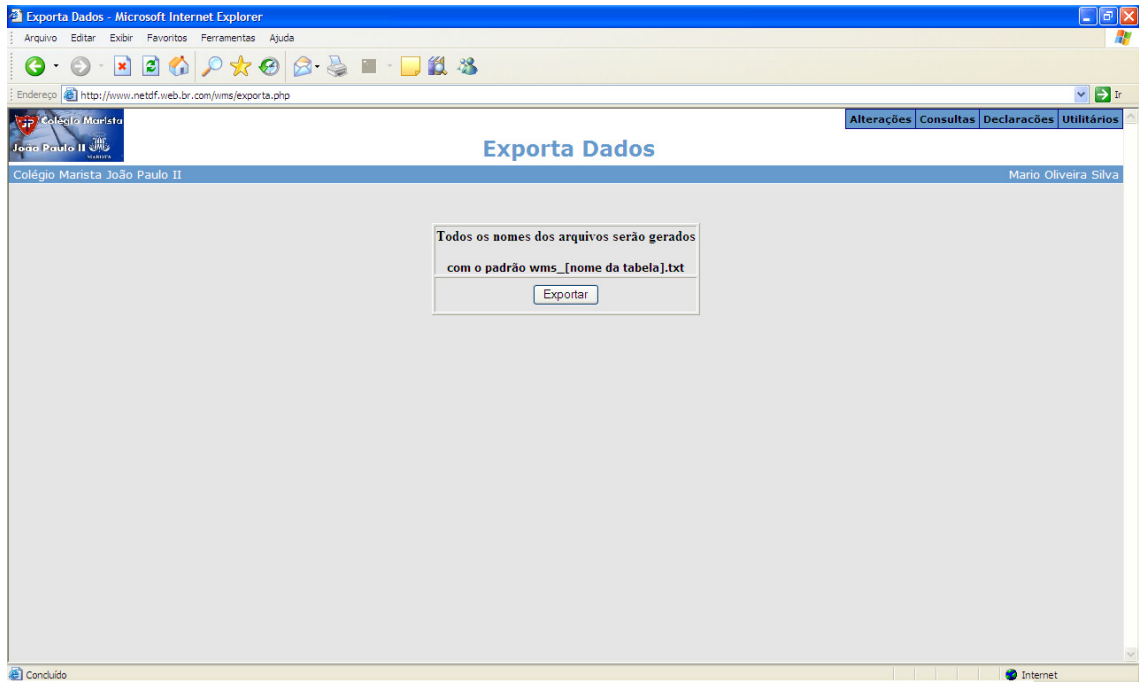 Exporta Dados - Microsoft Internet Explorer
Arquivo Editar Exibir Favoritos Ferramentas Ajuda
Endereço http://www.netdf.web.br.com/wms/exporta.php Ir
Colégio Marista
João Paulo II
MARISTA
Alterações Consultas Declaracões Utilitários
Exporta Dados
Colégio Marista João Paulo II Mario Oliveira Silva
Todos os nomes dos arquivos serão gerados
com o padrão wms_[nome da tabela].txt
Exportar
Concluído Internet